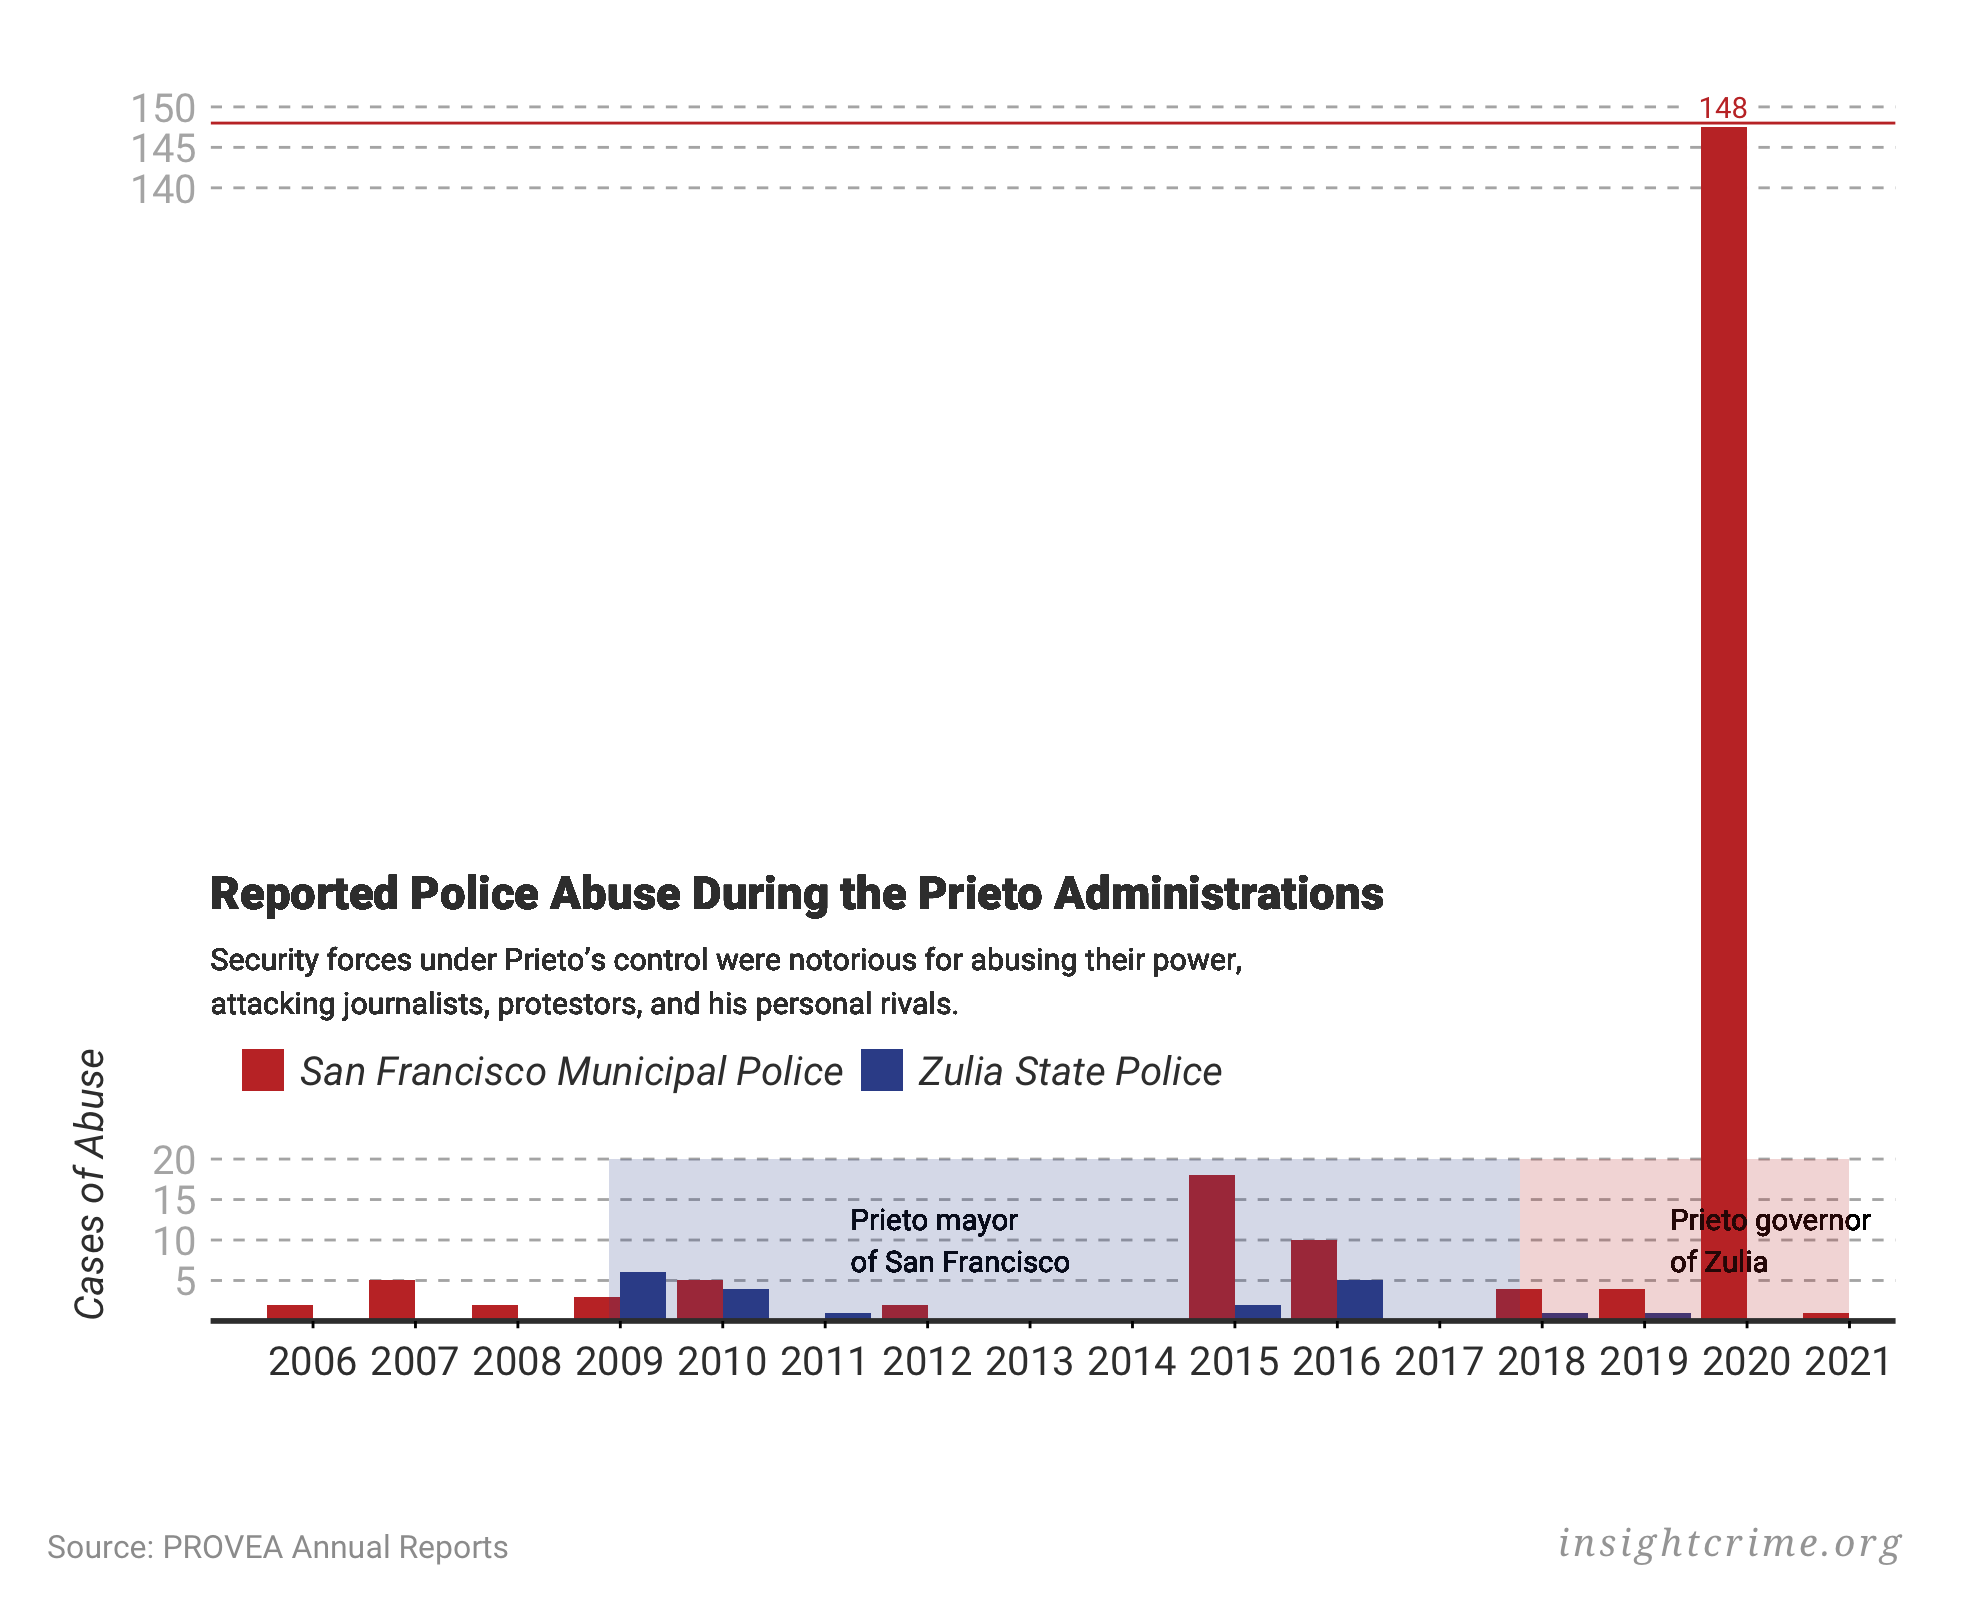 150
148
145
140
Reported Police Abuse During the Prieto Administrations
Security forces under Prieto’s control were notorious for abusing their power,
attacking journalists, protestors, and his personal rivals.
San Francisco Municipal Police Zulia State Police
Cases of Abuse
20
15
10
5
Prieto mayor
of San Francisco
Prieto governor
of Zulia
2006 2007 2008 2009 2010 2011 2012 2013 2014 2015 2016 2017 2018 2019 2020 2021
Source: PROVEA Annual Reports
insightcrime.org